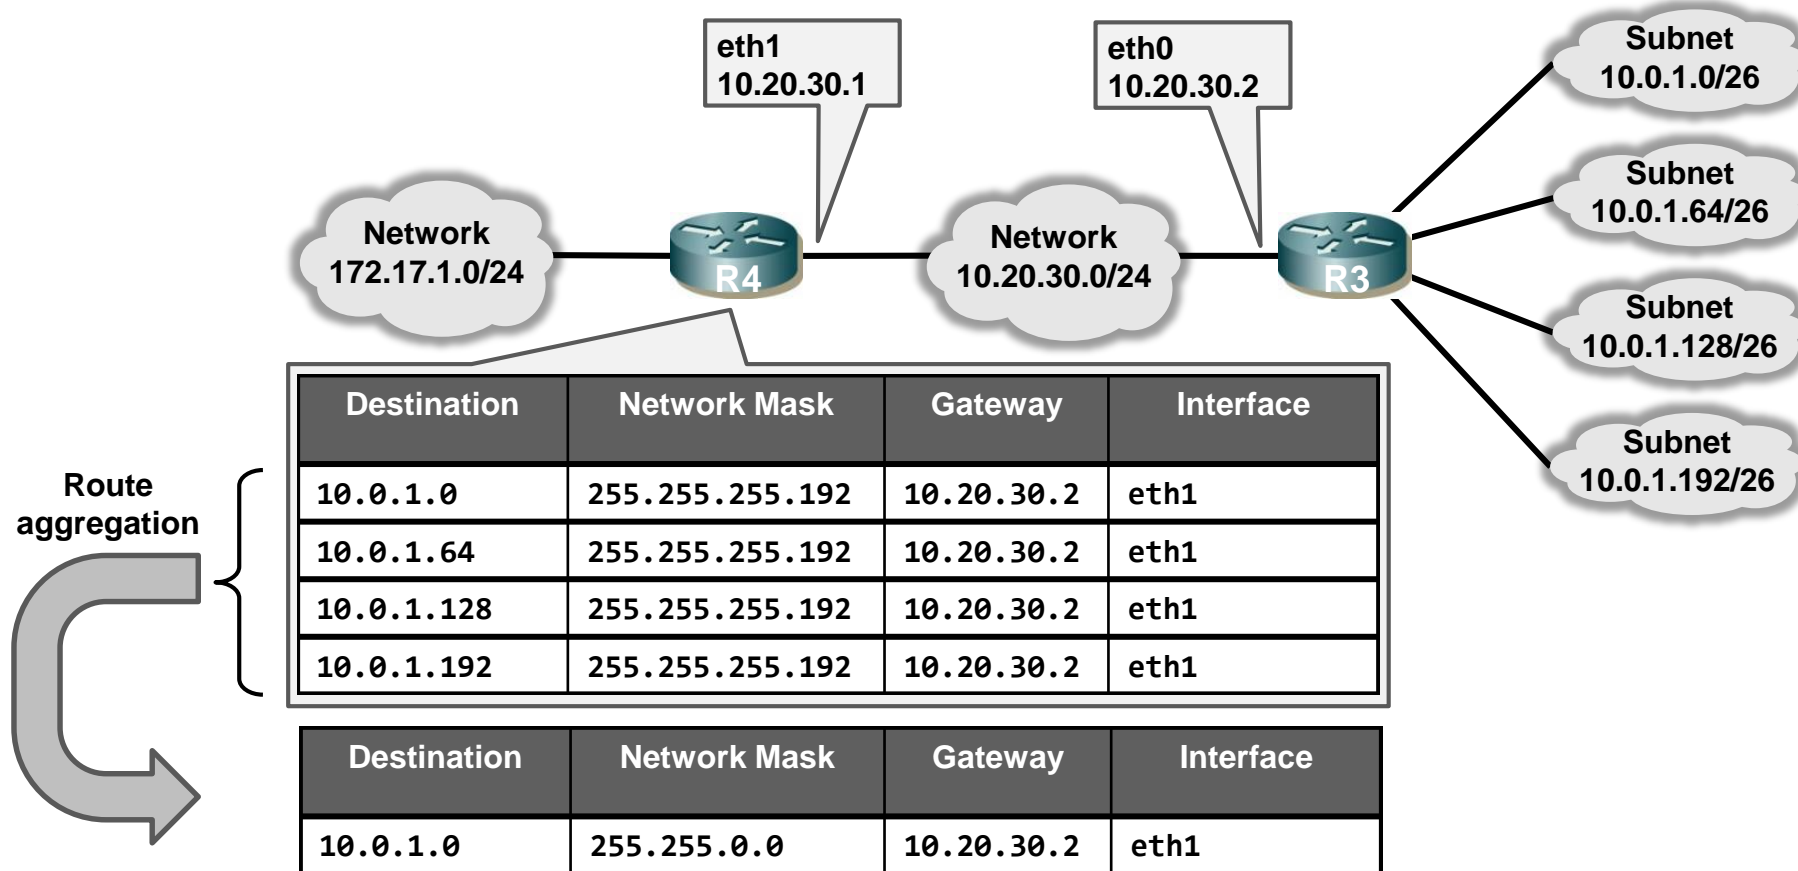 eth1
10.20.30.1
eth0
10.20.30.2
Subnet
10.0.1.0/26
Subnet
10.0.1.64/26
Network
172.17.1.0/24
R4
Network
10.20.30.0/24
R3
Subnet
10.0.1.128/26
Subnet
10.0.1.192/26
Route
aggregation
Destination Network Mask Gateway Interface
10.0.1.0 255.255.255.192 10.20.30.2 eth1
10.0.1.64 255.255.255.192 10.20.30.2 eth1
10.0.1.128 255.255.255.192 10.20.30.2 eth1
10.0.1.192 255.255.255.192 10.20.30.2 eth1
Destination Network Mask Gateway Interface
10.0.1.0 255.255.0.0 10.20.30.2 eth1